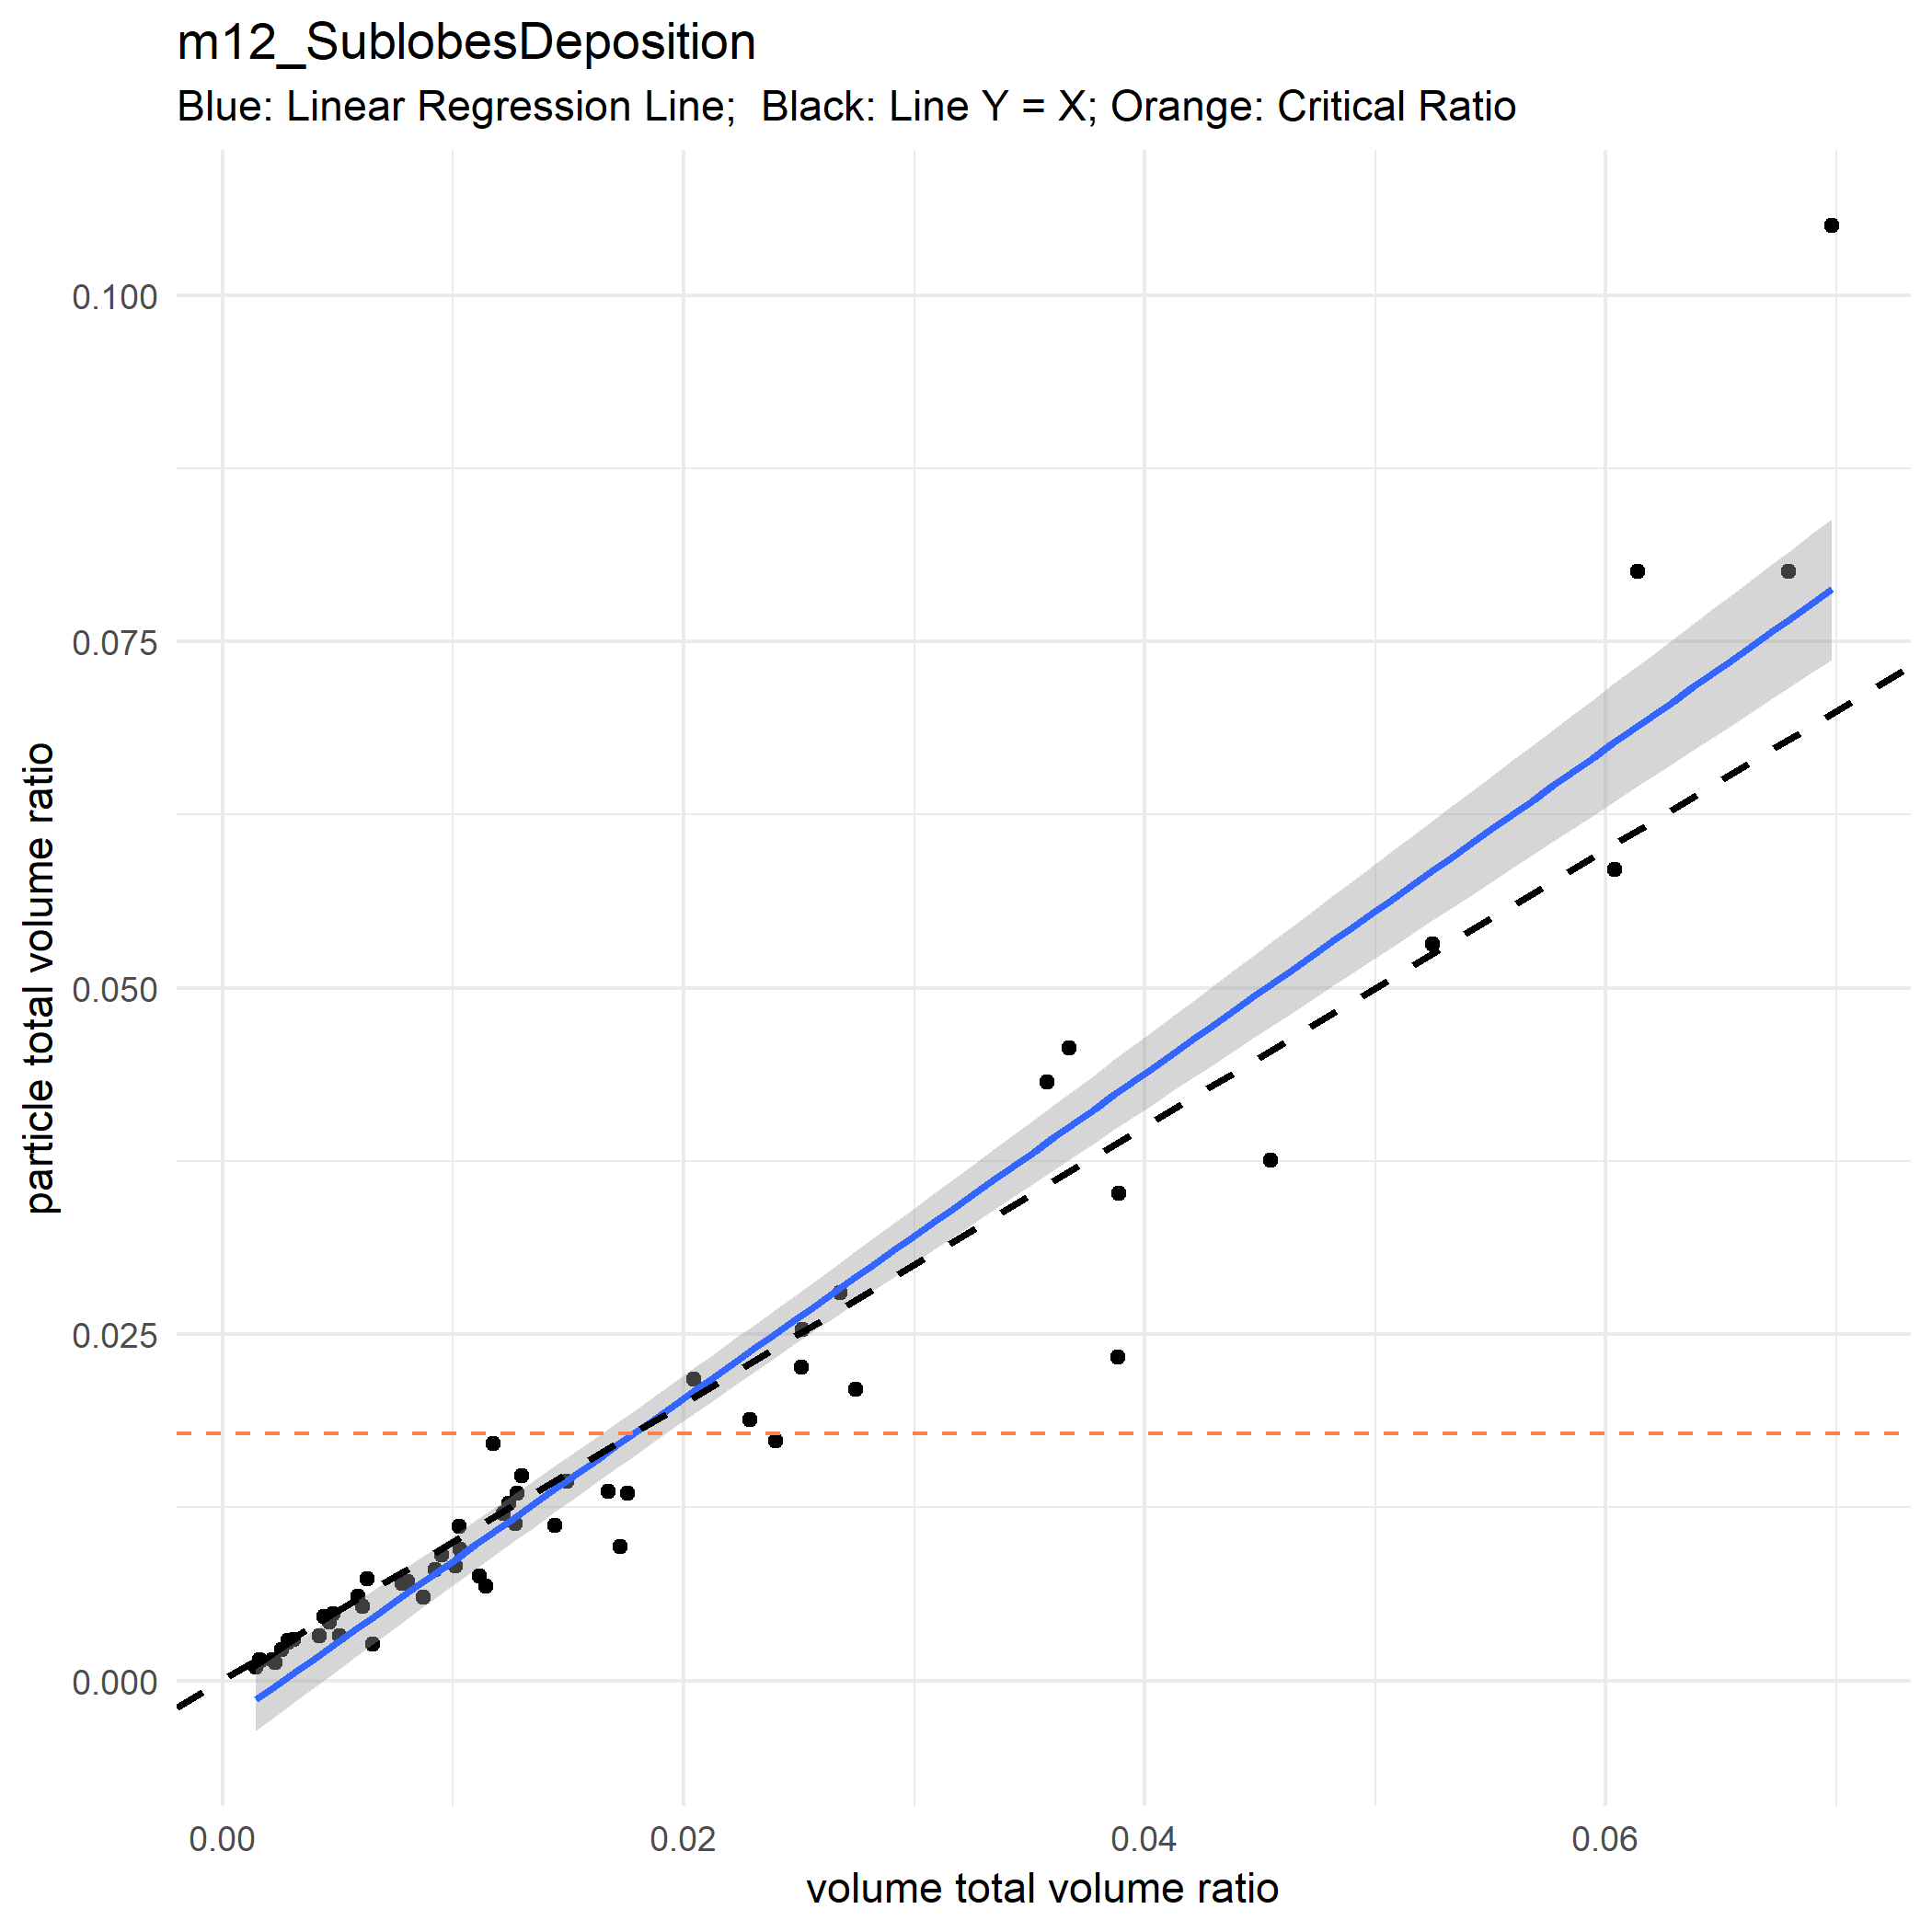 m12_SublobesDeposition
Blue: Linear Regression Line;  Black: Line Y = X; Orange: Critical Ratio
particle total volume ratio
0.100
0.075
0.050
0.025
0.000
0.00 0.02 0.04 0.06
volume total volume ratio